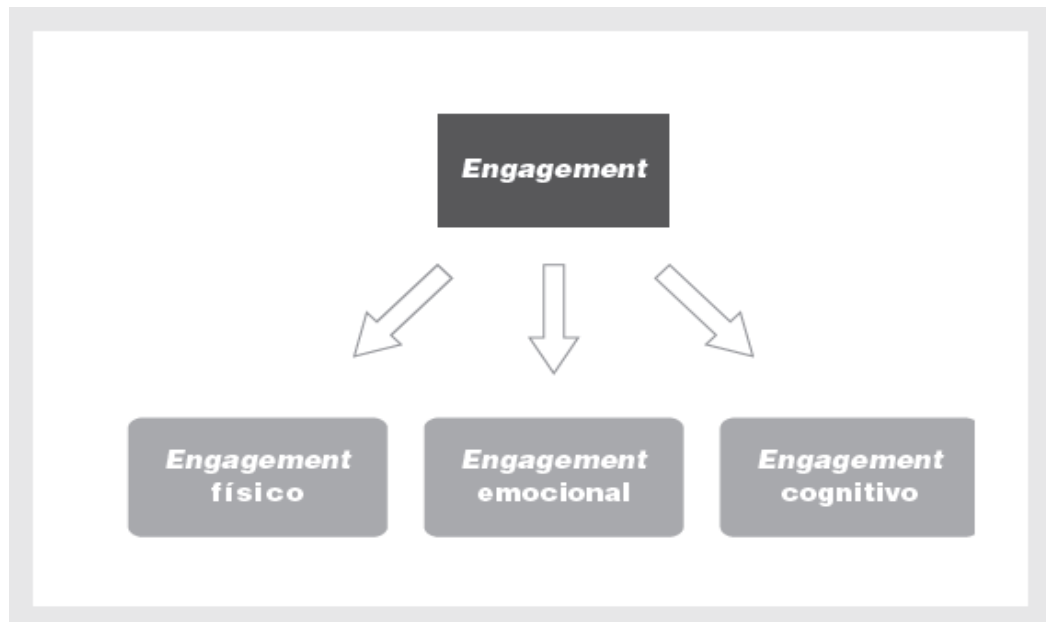 Engagement
Engagement
físico
Engagement
emocional
Engagement
cognitivo